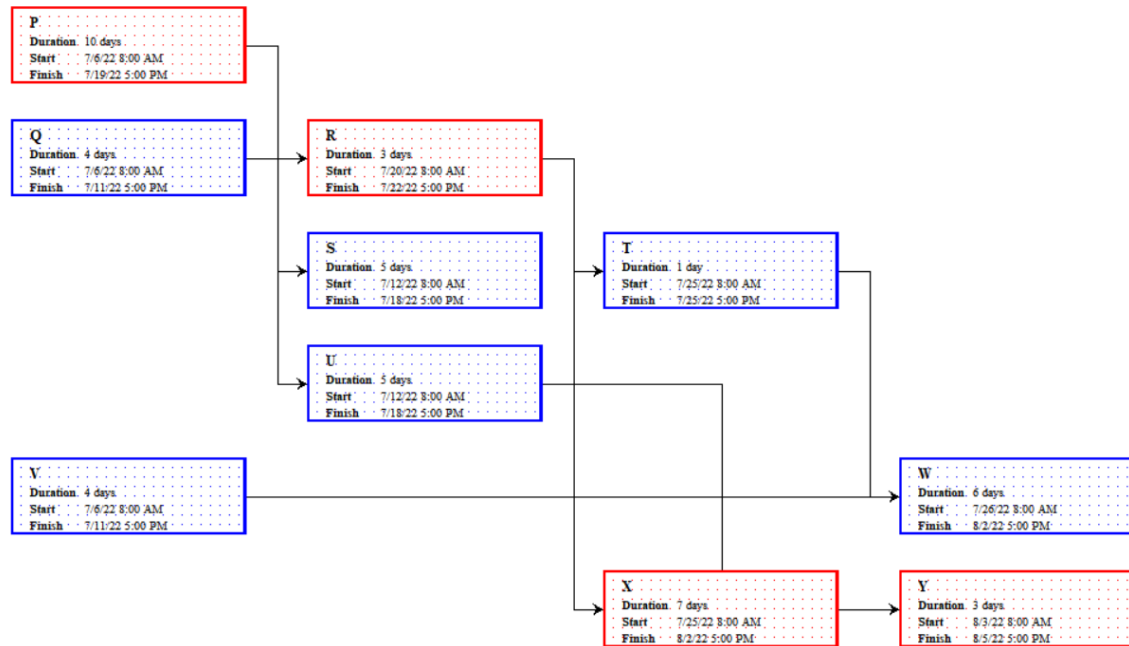 P
Duration 10 days
Start 7/6/22 8:00 AM
Finish 7/19/22 5:00 PM
Q
Duration 4 days
Start 7/6/22 8:00 AM
Finish 7/11/22 5:00 PM
R
Duration 3 days
Start 7/20/22 8:00 AM
Finish 7/22/22 5:00 PM
S
Duration 5 days
Start 7/12/22 8:00 AM
Finish 7/18/22 5:00 PM
T
Duration 1 day
Start 7/25/22 8:00 AM
Finish 7/25/22 5:00 PM
U
Duration 5 days
Start 7/12/22 8:00 AM
Finish 7/18/22 5:00 PM
V
Duration 4 days
Start 7/6/22 8:00 AM
Finish 7/11/22 5:00 PM
W
Duration 6 days
Start 7/26/22 8:00 AM
Finish 8/2/22 5:00 PM
X
Duration 7 days
Start 7/25/22 8:00 AM
Finish 8/2/22 5:00 PM
Y
Duration 3 days
Start 8/3/22 8:00 AM
Finish 8/5/22 5:00 PM